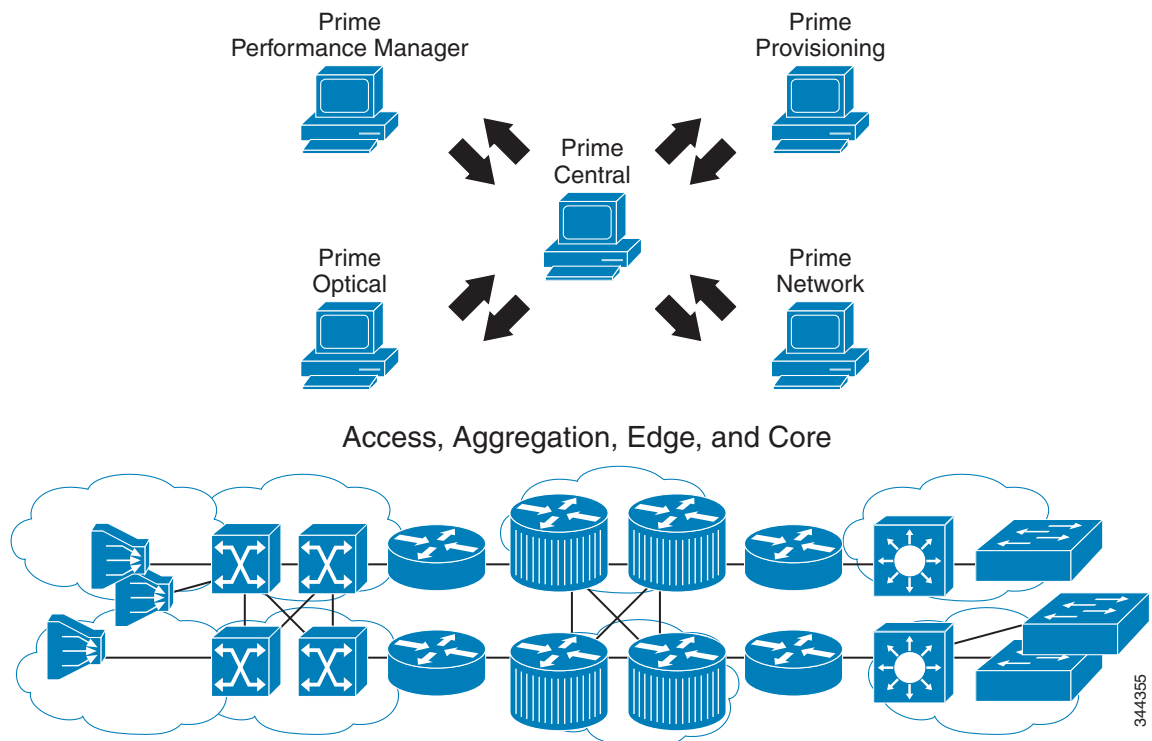 Prime
Performance Manager
Prime
Provisioning
Prime
Central
Prime
Optical
Prime
Network
Access, Aggregation, Edge, and Core
344355